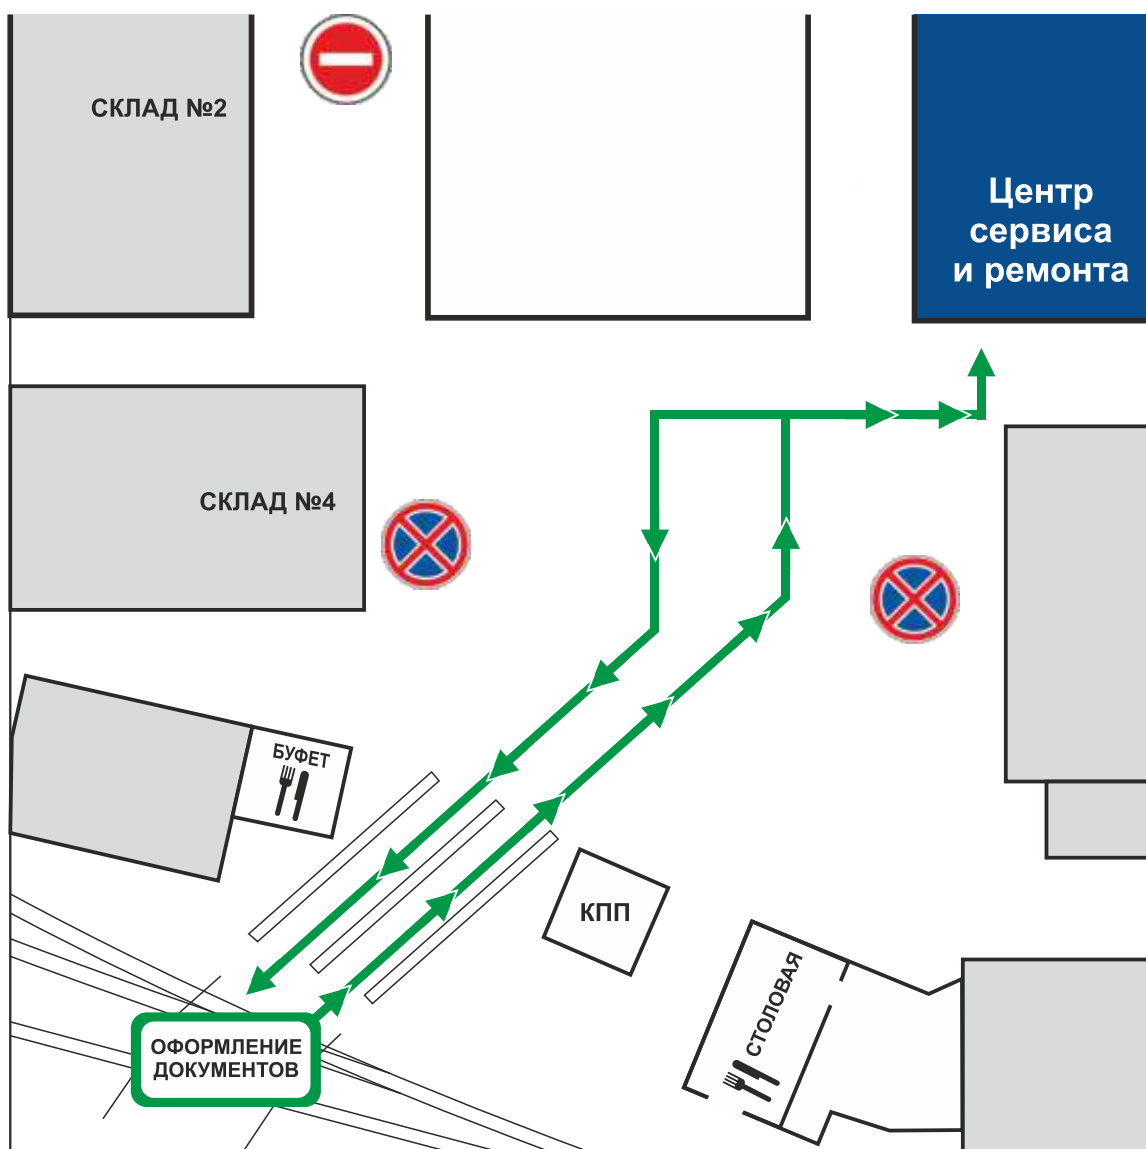 СКЛАД №2
Центр
сервиса
и ремонта
СКЛАД №4
БУФЕТ
КПП
СТОЛОВАЯ
ОФОРМЛЕНИЕ
ДОКУМЕНТОВ